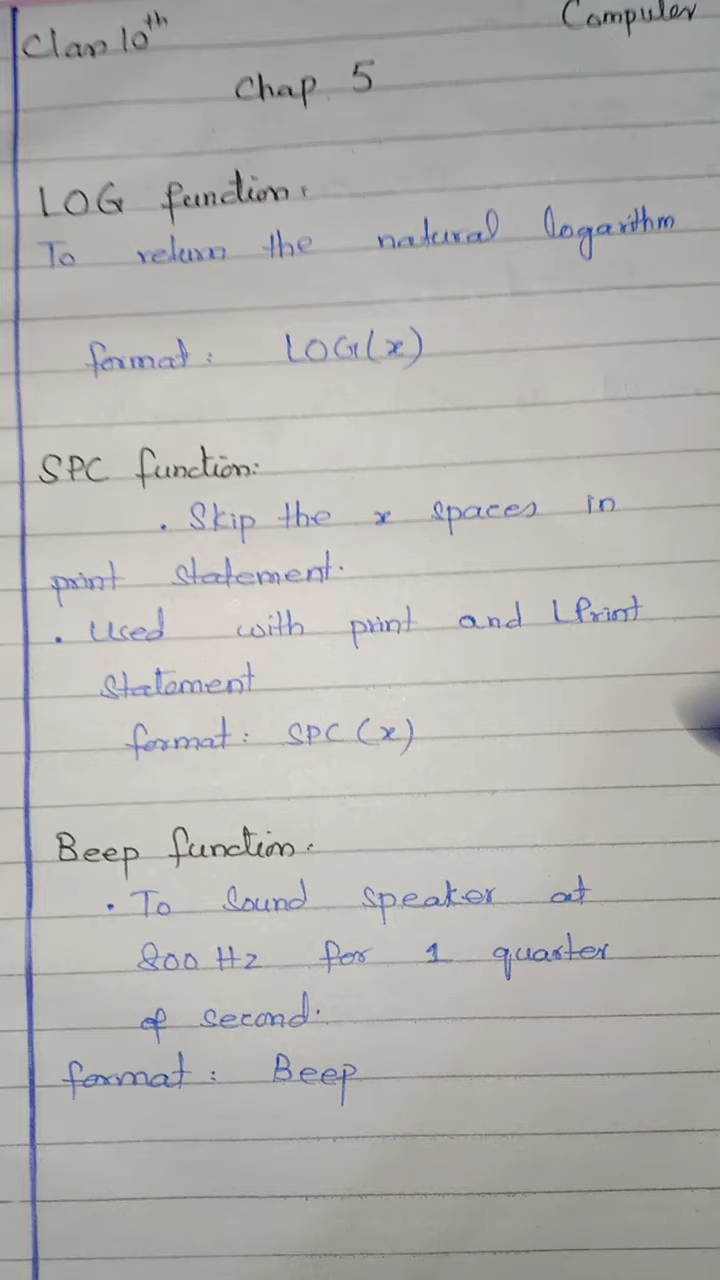 Class 10th Computer
Chap 5
LOG function:
To return the natural logarithm
format: LOG(x)
SPC function:
. Skip the x spaces in
print statement.
. Used with print and LPrint
statement
format: SPC(x)
Beep function:
. To sound speaker at
800 Hz for 1 quarter
of second.
format: Beep